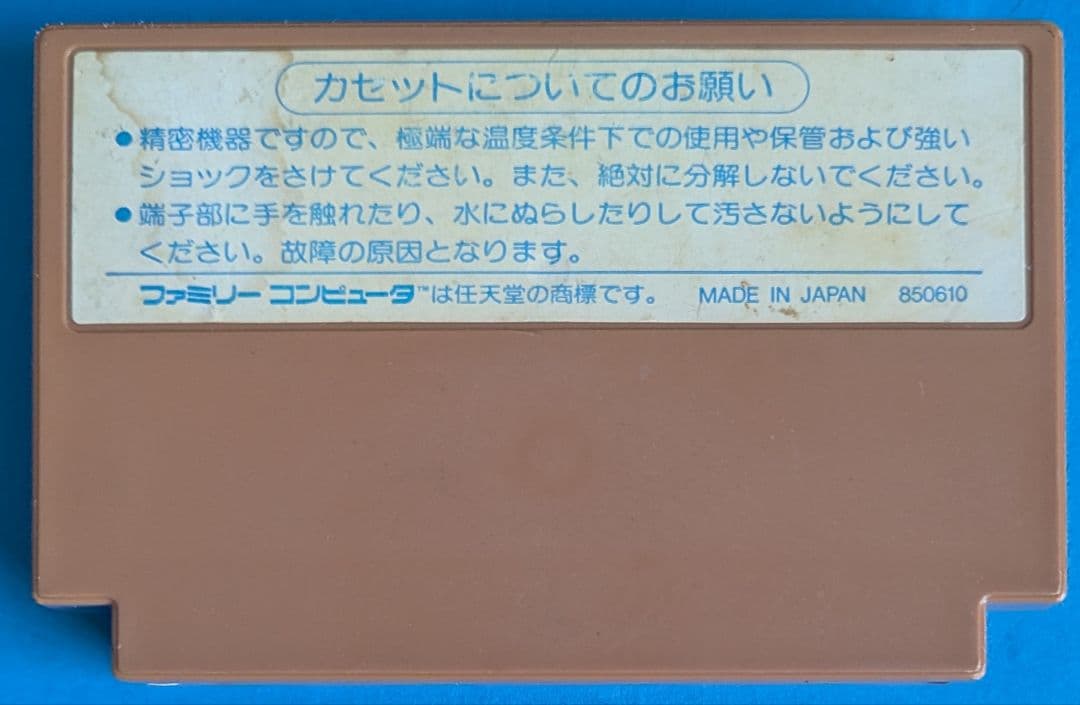 カセットについてのお願い
●精密機器ですので、極端な温度条件下での使用や保管および強い
ショックをさけてください。また、絶対に分解しないでください。
●端子部に手を触れたり、水にぬらしたりして汚さないようにして
ください。故障の原因となります。
ファミリーコンピュータ™は任天堂の商標です。 MADE IN JAPAN 850610